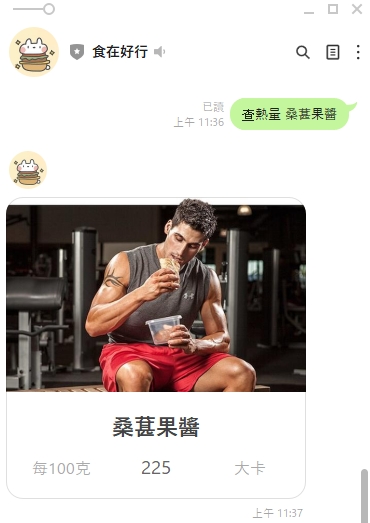 食在好行
已讀
上午 11:36
查熱量 桑葚果醬
桑葚果醬
每100克 225 大卡
上午 11:37